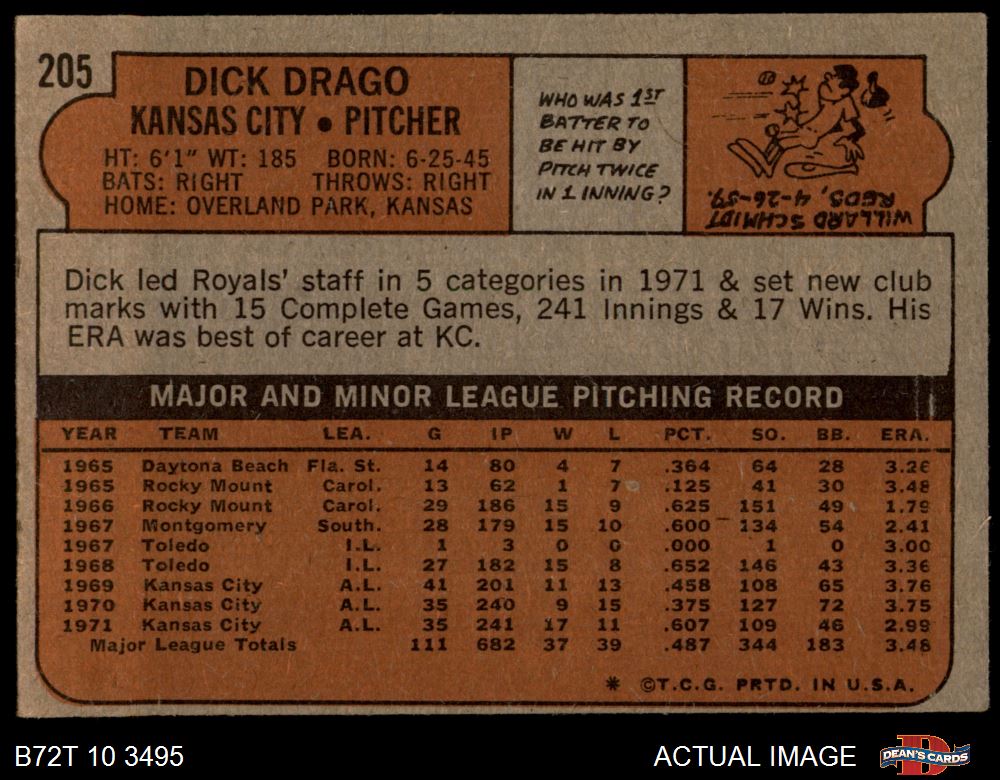 205
DICK DRAGO
KANSAS CITY • PITCHER
HT: 6'1" WT: 185 BORN: 6-25-45
BATS: RIGHT THROWS: RIGHT
HOME: OVERLAND PARK, KANSAS
WHO WAS 1ST
BATTER TO
BE HIT BY
PITCH TWICE
IN 1 INNING?
WILLARD SCHMIDT
REDS, 4-26-59.
Dick led Royals' staff in 5 categories in 1971 & set new club
marks with 15 Complete Games, 241 Innings & 17 Wins. His
ERA was best of career at KC.
MAJOR AND MINOR LEAGUE PITCHING RECORD
YEAR TEAM LEA. G IP W L PCT. SO. BB. ERA.
1965 Daytona Beach Fla. St. 14 80 4 7 .364 64 28 3.26
1965 Rocky Mount Carol. 13 62 1 7 .125 41 30 3.48
1966 Rocky Mount Carol. 29 186 15 9 .625 151 49 1.79
1967 Montgomery South. 28 179 15 10 .600 134 54 2.41
1967 Toledo I.L. 1 3 0 0 .000 1 0 3.00
1968 Toledo I.L. 27 182 15 8 .652 146 43 3.36
1969 Kansas City A.L. 41 201 11 13 .458 108 65 3.76
1970 Kansas City A.L. 35 240 9 15 .375 127 72 3.75
1971 Kansas City A.L. 35 241 17 11 .607 109 46 2.99
Major League Totals 111 682 37 39 .487 344 183 3.48
* ©T.C.G. PRTD. IN U.S.A.
B72T 10 3495
ACTUAL IMAGE
DEAN'S CARDS